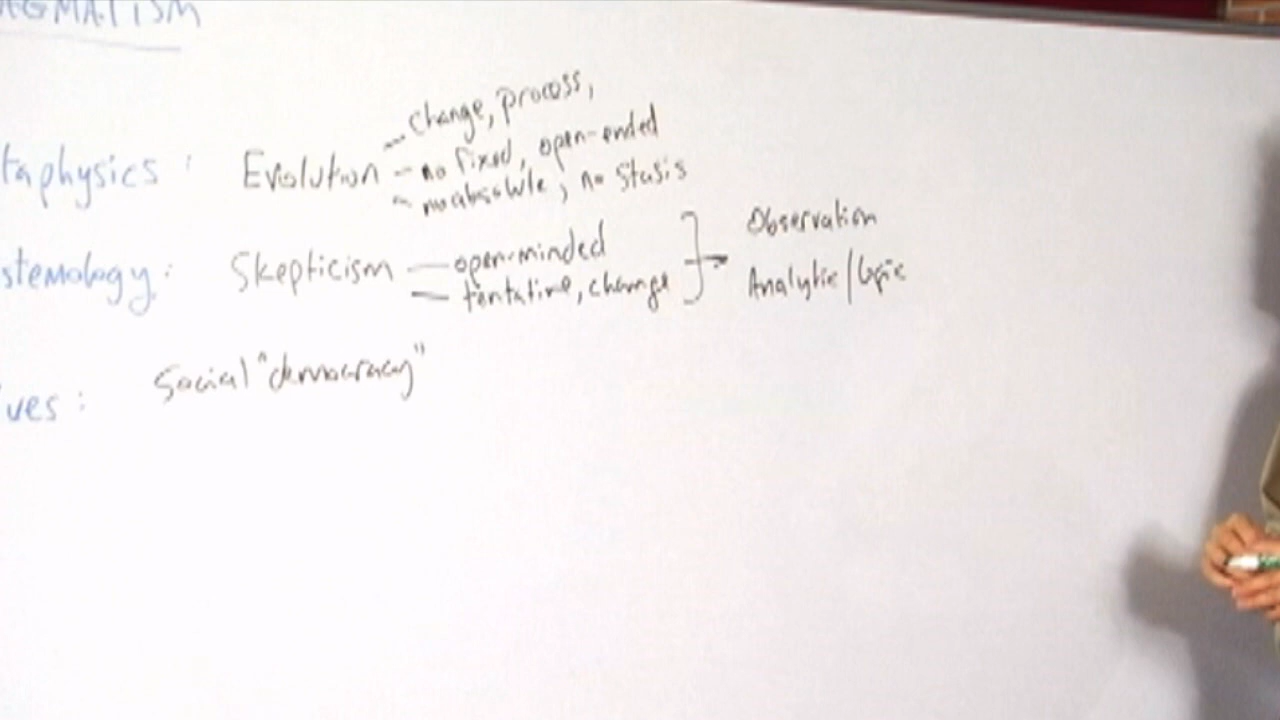 AGMATISM
change, process,
taphysics : Evolution - no fixed, open-ended
no absolute, no stasis
stemology : Skepticism — open-minded
— tentative, change
Observation
Analytic/Logic
ues : Social "democracy"